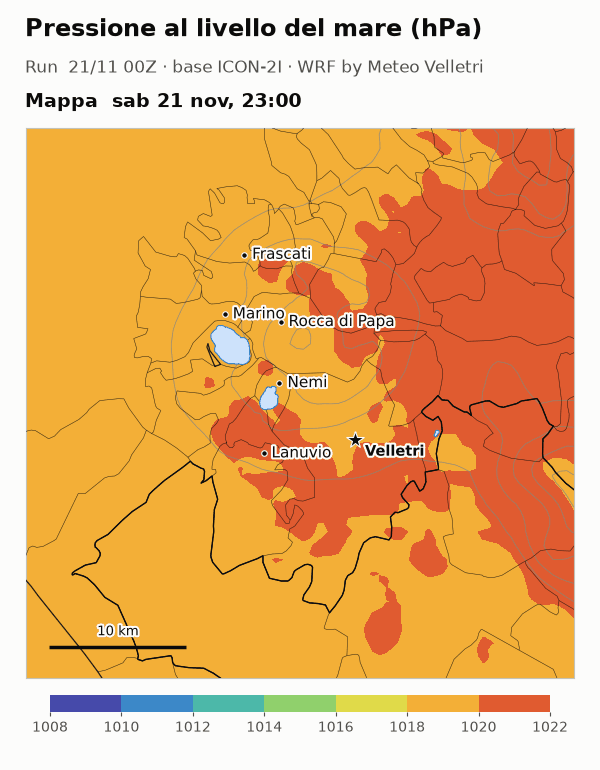 Pressione al livello del mare (hPa)
Run  21/11 00Z · base ICON-2I · WRF by Meteo Velletri
Mappa  sab 21 nov, 23:00
Frascati
Marino
Rocca di Papa
Nemi
Velletri
Lanuvio
10 km
1008 1010 1012 1014 1016 1018 1020 1022